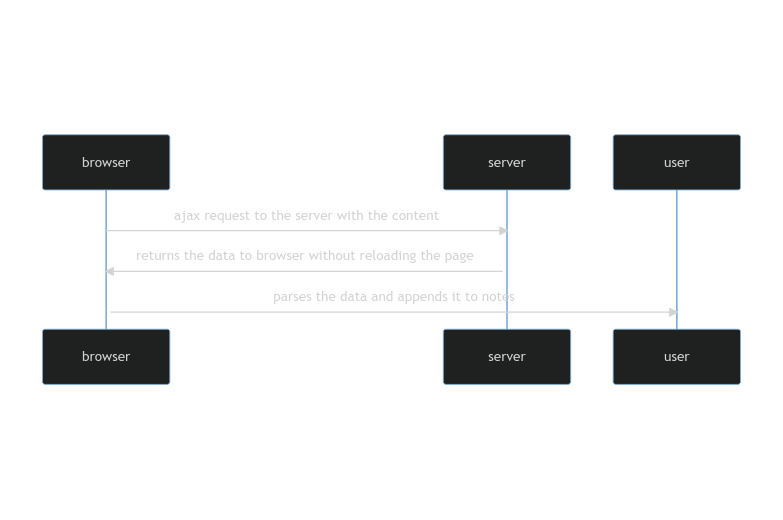 browser
server
user
ajax request to the server with the content
returns the data to browser without reloading the page
parses the data and appends it to notes
browser
server
user